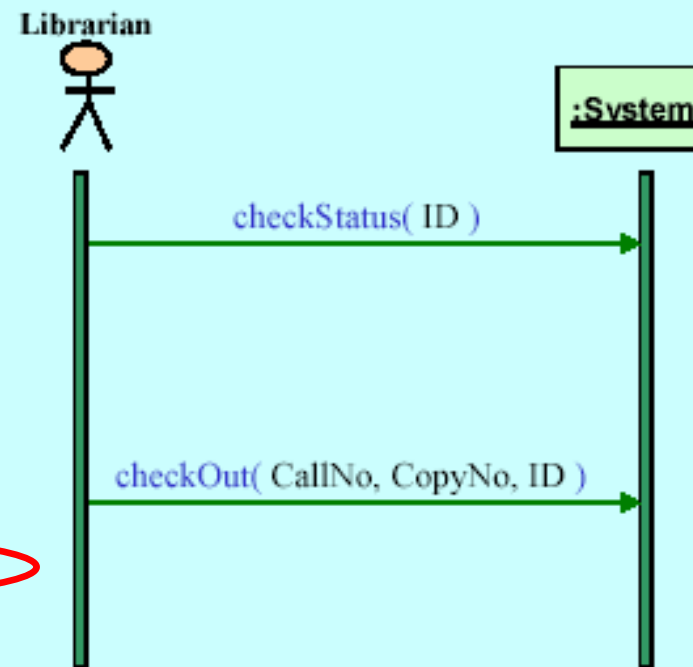 Librarian
:System
checkStatus( ID )
checkOut( CallNo, CopyNo, ID )